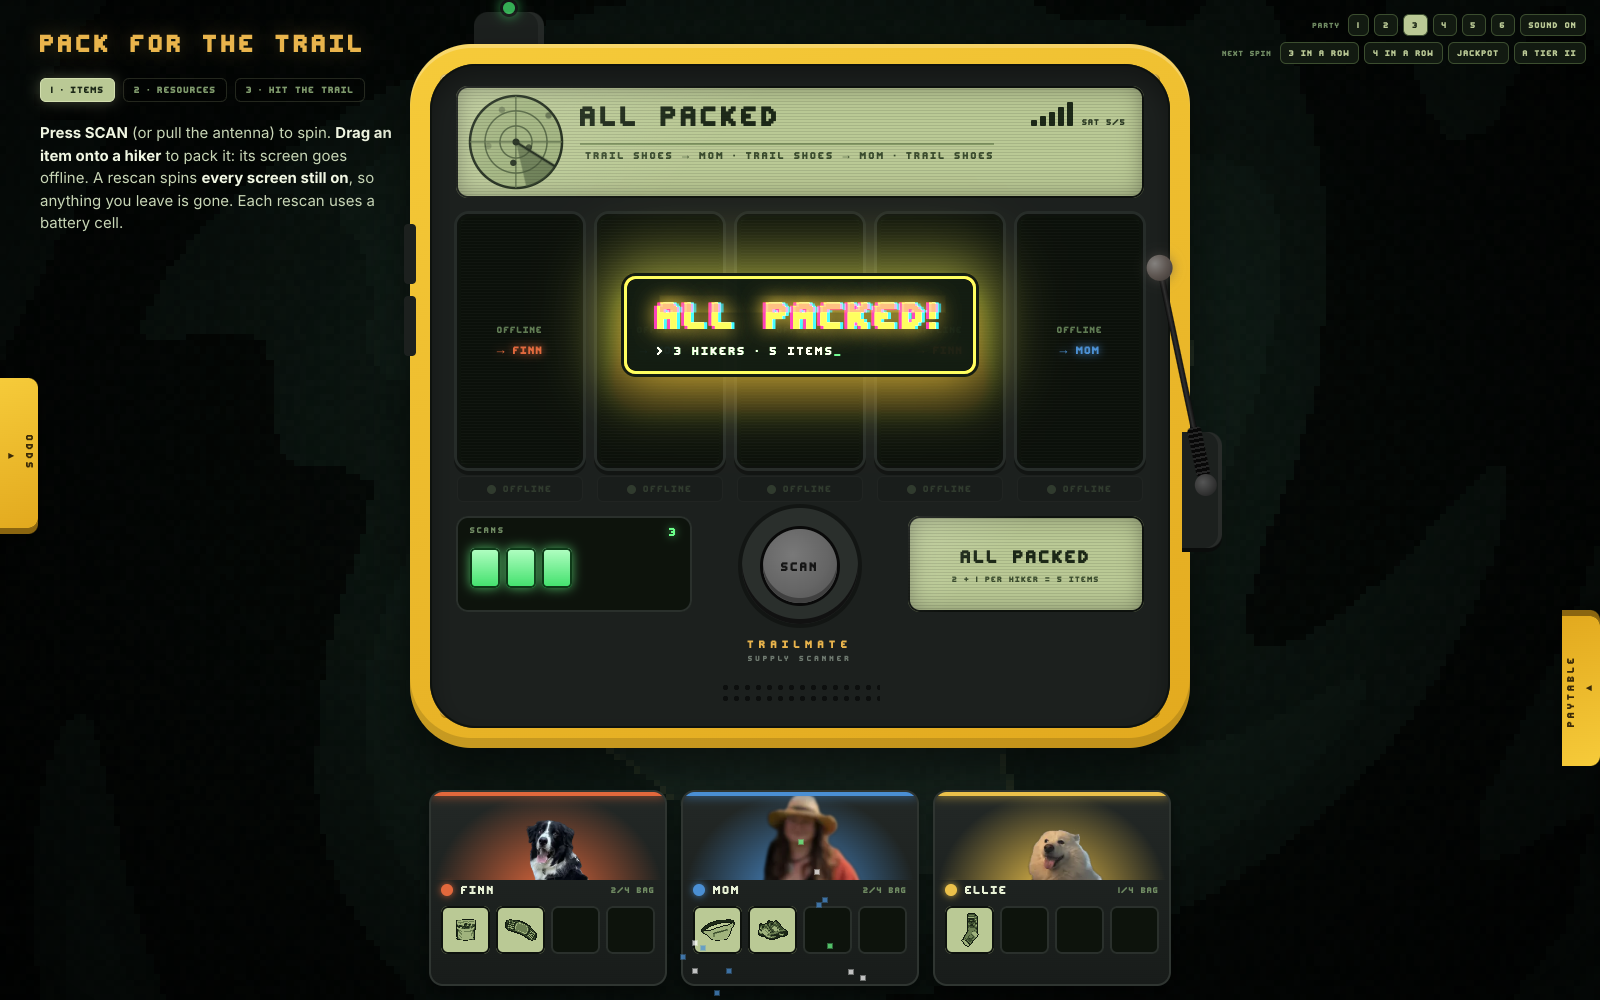 PACK FOR THE TRAIL
1 · ITEMS
2 · RESOURCES
3 · HIT THE TRAIL
Press SCAN (or pull the antenna) to spin. Drag an
item onto a hiker to pack it: its screen goes
offline. A rescan spins every screen still on, so
anything you leave is gone. Each rescan uses a
battery cell.
PARTY 1 2 3 4 5 6 SOUND ON
NEXT SPIN 3 IN A ROW 4 IN A ROW JACKPOT A TIER II
ALL PACKED
SAT 5/5
TRAIL SHOES → MOM · TRAIL SHOES → MOM · TRAIL SHOES
OFFLINE
→ FINN
ALL PACKED!
> 3 HIKERS · 5 ITEMS_
OFFLINE
→ MOM
OFFLINE OFFLINE OFFLINE OFFLINE OFFLINE
SCANS 3
SCAN
ALL PACKED
2 + 1 PER HIKER = 5 ITEMS
TRAILMATE
SUPPLY SCANNER
ODDS
PAYTABLE
FINN 2/4 BAG
MOM 2/4 BAG
ELLIE 1/4 BAG